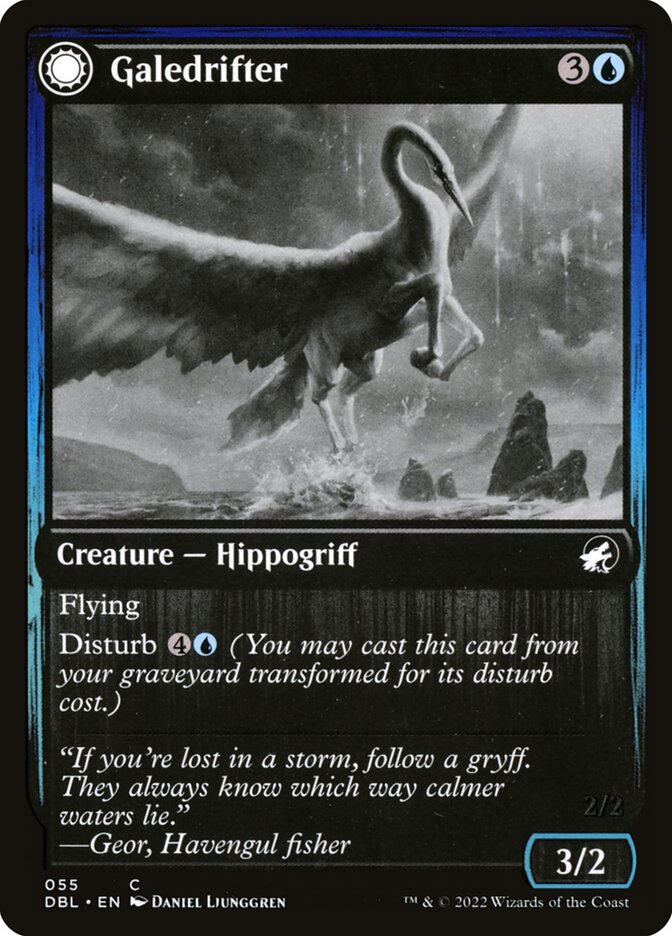 Galedrifter 3
Creature — Hippogriff
Flying
Disturb 4 (You may cast this card from
your graveyard transformed for its disturb
cost.)
“If you’re lost in a storm, follow a gryff.
They always know which way calmer
waters lie.”
—Geor, Havengul fisher
2/2
3/2
055 C
DBL • EN Daniel Ljunggren ™ & © 2022 Wizards of the Coast